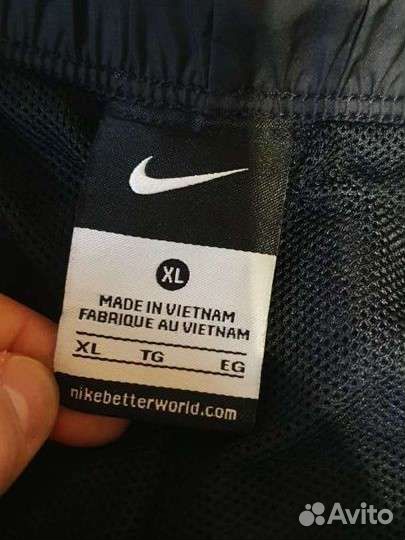 XL
MADE IN VIETNAM
FABRIQUE AU VIETNAM
XL TG EG
nikebetterworld.com
Avito